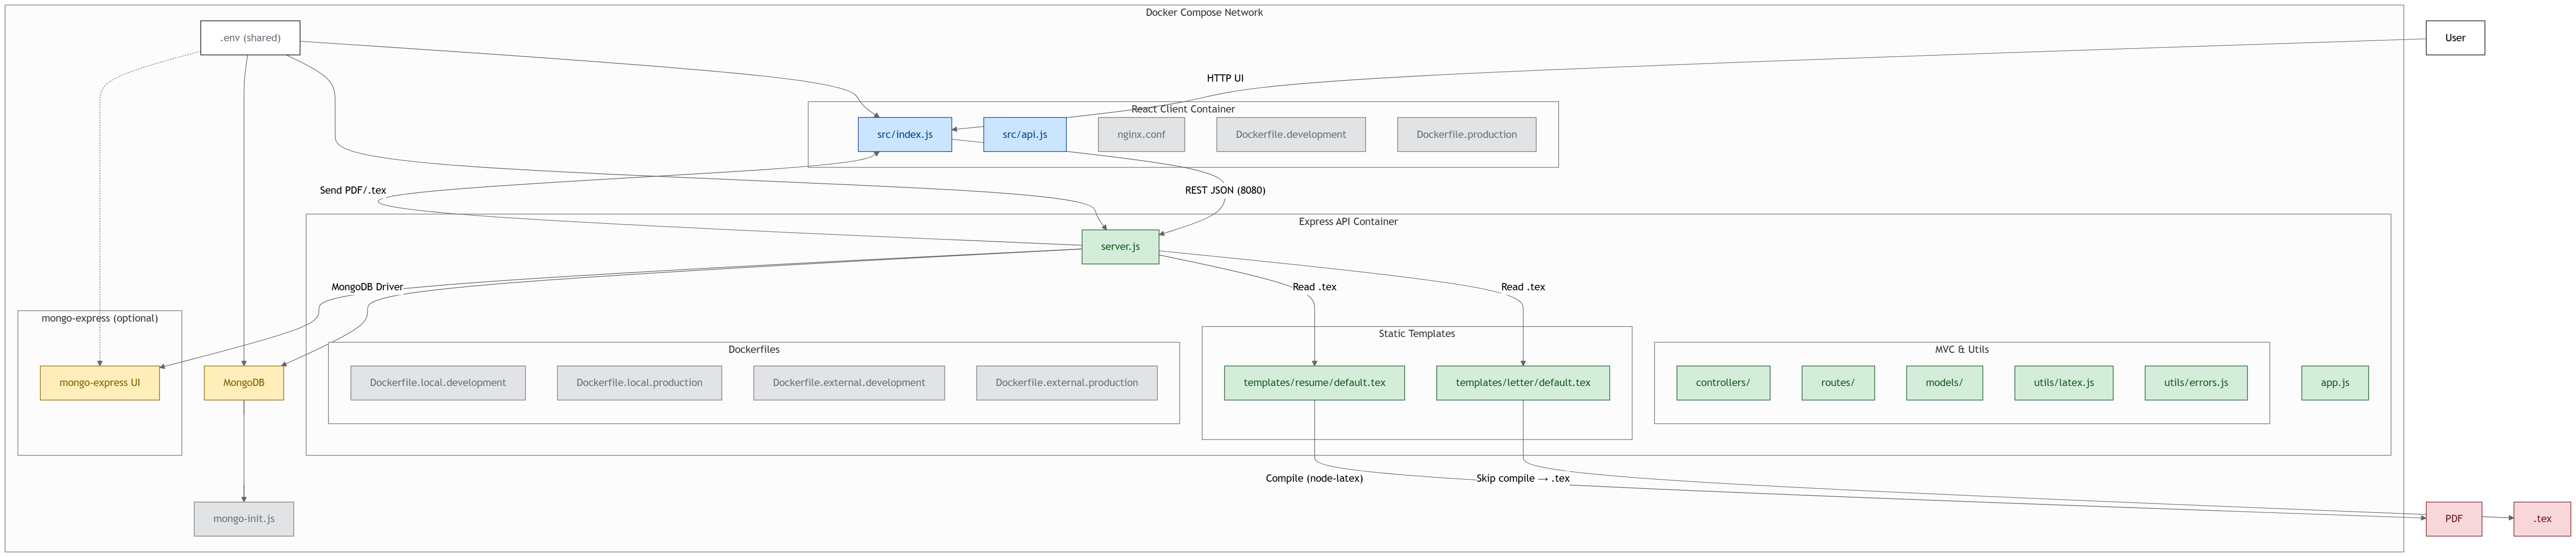 Docker Compose Network
.env (shared)
User
HTTP UI
React Client Container
src/index.js
src/api.js
nginx.conf
Dockerfile.development
Dockerfile.production
Send PDF/.tex
REST JSON (8080)
Express API Container
server.js
MongoDB Driver
Read .tex
Read .tex
mongo-express (optional)
Static Templates
Dockerfiles
MVC & Utils
mongo-express UI
MongoDB
Dockerfile.local.development
Dockerfile.local.production
Dockerfile.external.development
Dockerfile.external.production
templates/resume/default.tex
templates/letter/default.tex
controllers/
routes/
models/
utils/latex.js
utils/errors.js
app.js
Compile (node-latex)
Skip compile → .tex
mongo-init.js
PDF
.tex